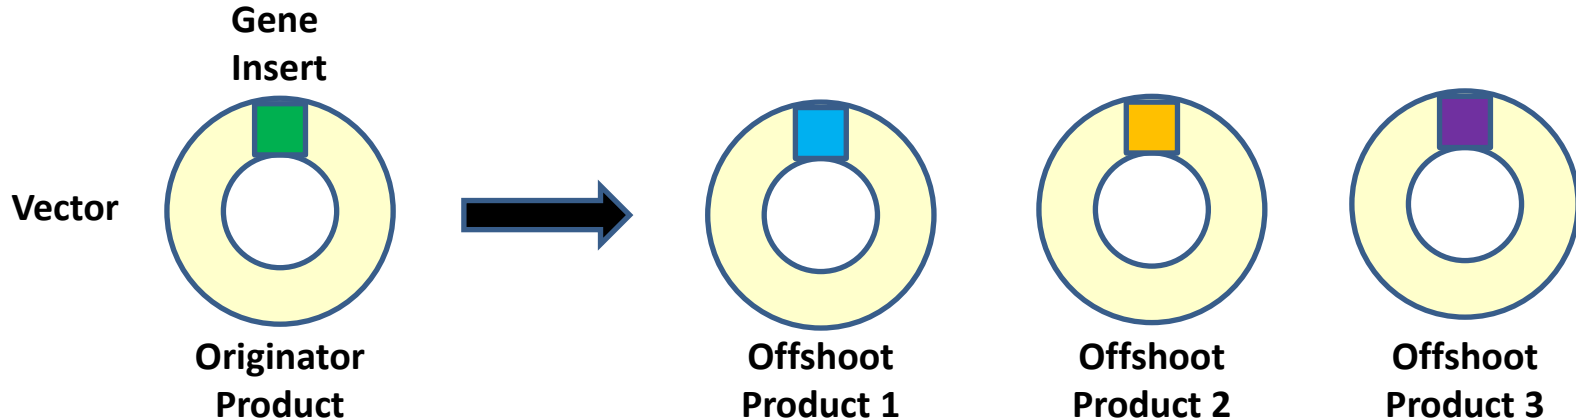 Gene
Insert
Vector
Originator
Product
Offshoot
Product 1
Offshoot
Product 2
Offshoot
Product 3